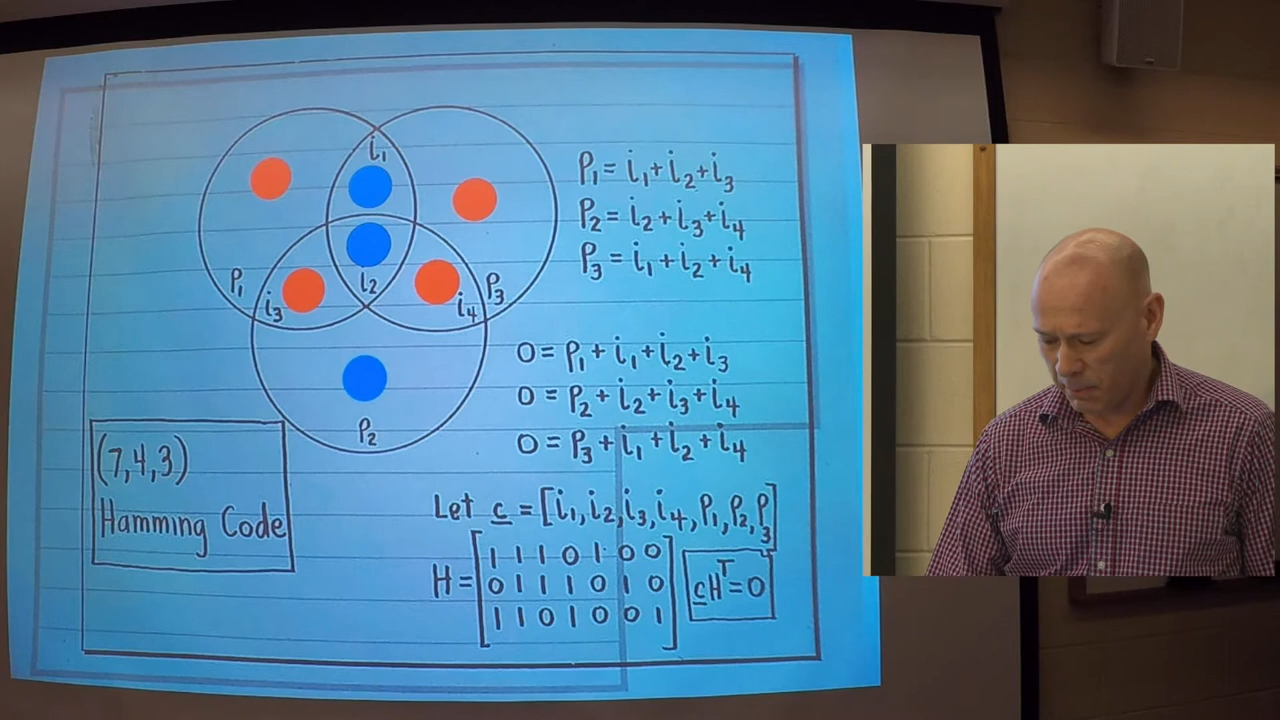 i₁
i₂
i₃
i₄
P₁
P₃
P₂
P₁ = i₁+i₂+i₃
P₂ = i₂+i₃+i₄
P₃ = i₁+i₂+i₄
0 = P₁+i₁+i₂+i₃
0 = P₂+i₂+i₃+i₄
0 = P₃+i₁+i₂+i₄
(7,4,3)
Hamming Code
Let c = [i₁,i₂,i₃,i₄,P₁,P₂,P₃]
H = [1 1 1 0 1 0 0
0 1 1 1 0 1 0
1 1 0 1 0 0 1]
cHᵀ=0